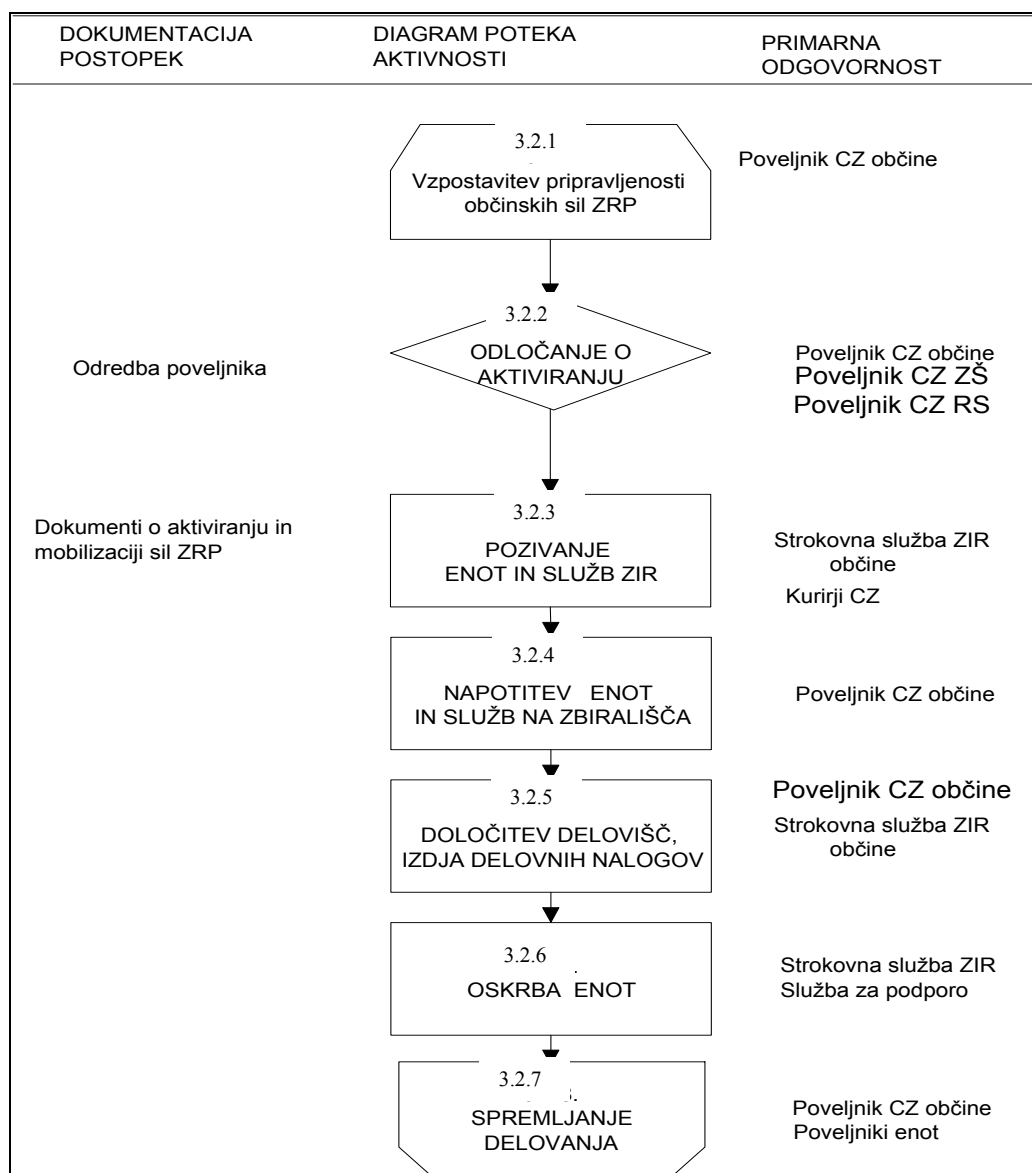 DOKUMENTACIJA
POSTOPEK
DIAGRAM POTEKA
AKTIVNOSTI
PRIMARNA
ODGOVORNOST
3.2.1
Vzpostavitev pripravljenosti
občinskih sil ZRP
Poveljnik CZ občine
Odredba poveljnika
3.2.2
ODLOČANJE O
AKTIVIRANJU
Poveljnik CZ občine
Poveljnik CZ ZŠ
Poveljnik CZ RS
Dokumenti o aktiviranju in
mobilizaciji sil ZRP
3.2.3
POZIVANJE
ENOT IN SLUŽB ZIR
Strokovna služba ZIR
občine
Kurirji CZ
3.2.4
NAPOTITEV ENOT
IN SLUŽB NA ZBIRALIŠČA
Poveljnik CZ občine
3.2.5
DOLOČITEV DELOVIŠČ,
IZDJA DELOVNIH NALOGOV
Poveljnik CZ občine
Strokovna služba ZIR
občine
3.2.6
OSKRBA ENOT
Strokovna služba ZIR
Služba za podporo
3.2.7
SPREMLJANJE
DELOVANJA
Poveljnik CZ občine
Poveljniki enot